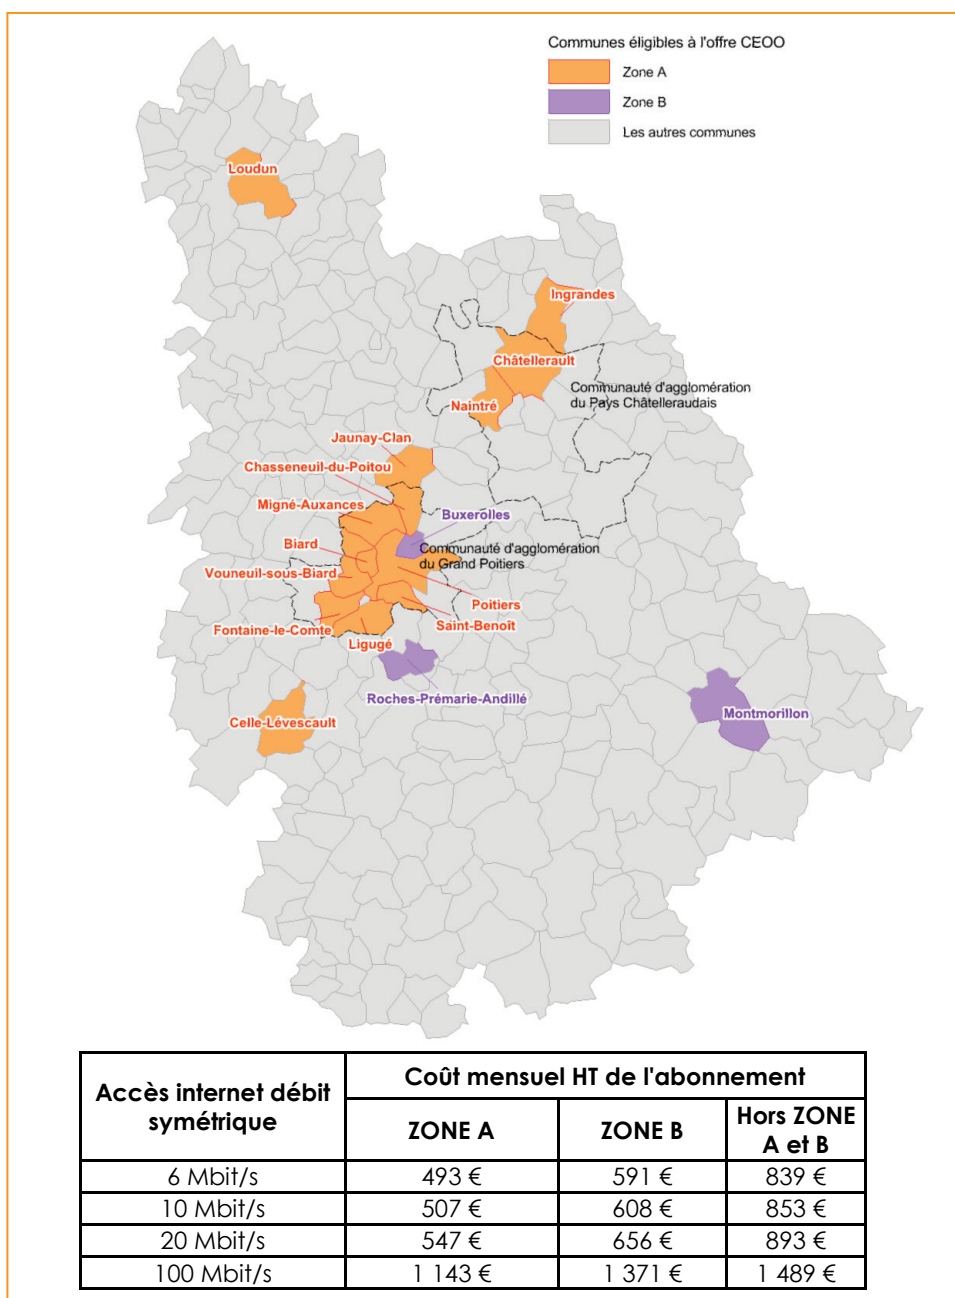 Communes éligibles à l'offre CEOO
Zone A
Zone B
Les autres communes
Loudun
Ingrandes
Châtellerault
Communauté d'agglomération
du Pays Châtelleraudais
Naintré
Jaunay-Clan
Chasseneuil-du-Poitou
Migné-Auxances
Buxerolles
Biard
Communauté d'agglomération
du Grand Poitiers
Vouneuil-sous-Biard
Poitiers
Saint-Benoît
Fontaine-le-Comte
Ligugé
Roches-Prémarie-Andillé
Celle-Lévescault
Montmorillon
Accès internet débit
symétrique
Coût mensuel HT de l'abonnement
ZONE A
ZONE B
Hors ZONE
A et B
6 Mbit/s 493 € 591 € 839 €
10 Mbit/s 507 € 608 € 853 €
20 Mbit/s 547 € 656 € 893 €
100 Mbit/s 1 143 € 1 371 € 1 489 €